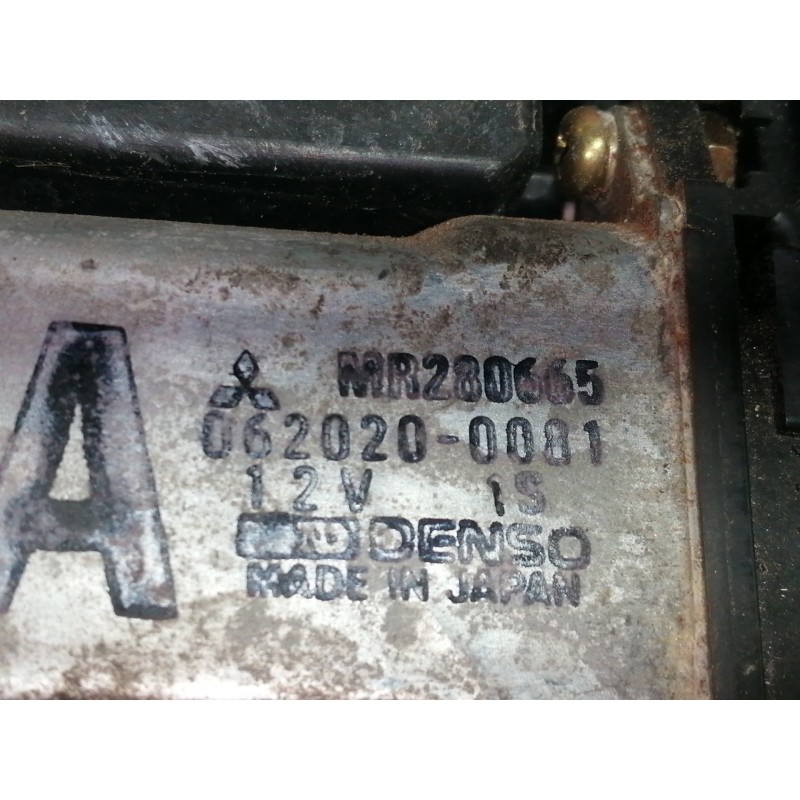 A
MR280665
062020-0081
12V 1S
DENSO
MADE IN JAPAN